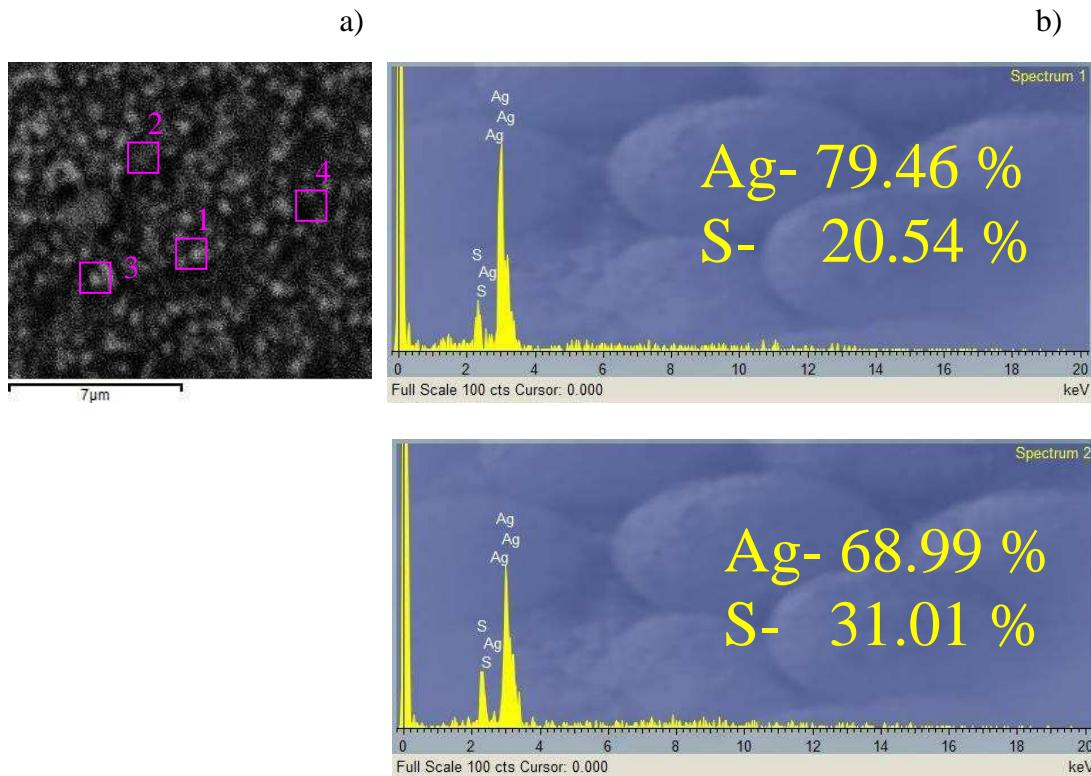 a)
b)
2
4
1
3
7µm
Spectrum 1
Ag
Ag
Ag
S
Ag
S
Ag- 79.46 %
S- 20.54 %
0 2 4 6 8 10 12 14 16 18 20
Full Scale 100 cts Cursor: 0.000 keV
Spectrum 2
Ag
Ag
Ag
S
Ag
S
Ag- 68.99 %
S- 31.01 %
0 2 4 6 8 10 12 14 16 18 20
Full Scale 100 cts Cursor: 0.000 keV